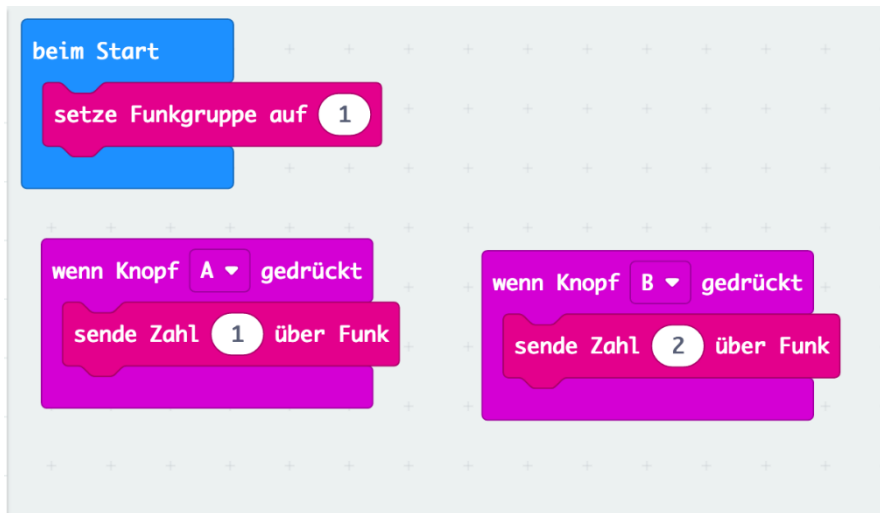 beim Start
setze Funkgruppe auf 1
wenn Knopf A gedrückt
sende Zahl 1 über Funk
wenn Knopf B gedrückt
sende Zahl 2 über Funk